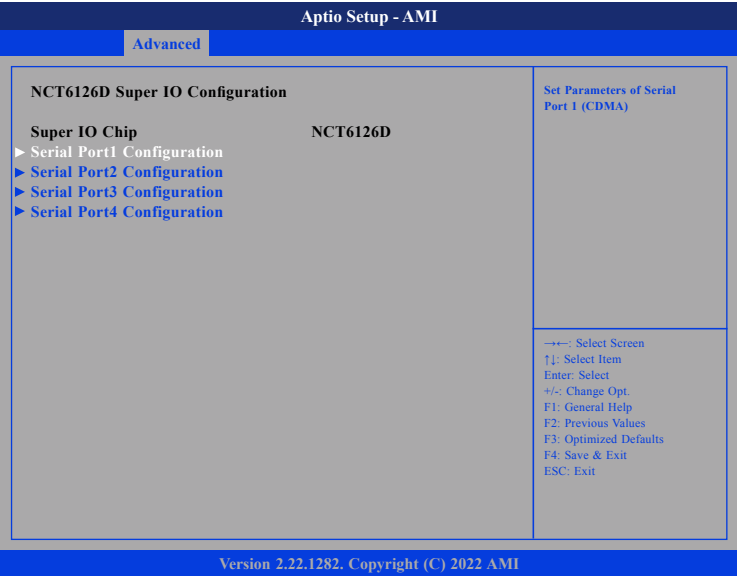 Aptio Setup - AMI
Advanced
NCT6126D Super IO Configuration
Super IO Chip NCT6126D
► Serial Port1 Configuration
► Serial Port2 Configuration
► Serial Port3 Configuration
► Serial Port4 Configuration
Set Parameters of Serial
Port 1 (CDMA)
→←: Select Screen
↑↓: Select Item
Enter: Select
+/-: Change Opt.
F1: General Help
F2: Previous Values
F3: Optimized Defaults
F4: Save & Exit
ESC: Exit
Version 2.22.1282. Copyright (C) 2022 AMI